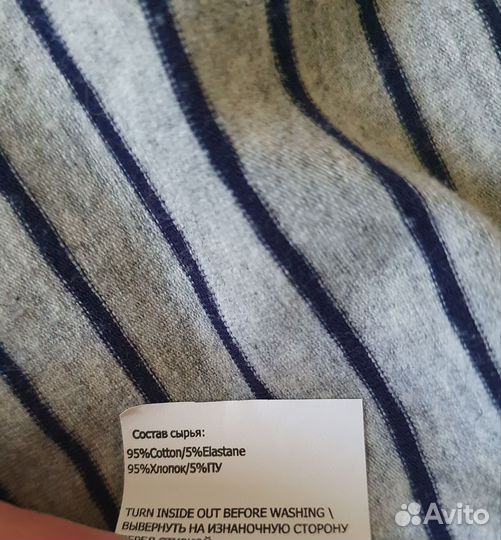 Состав сырья:
95%Cotton/5%Elastane
95%Хлопок/5%ПУ
TURN INSIDE OUT BEFORE WASHING \
ВЫВЕРНУТЬ НА ИЗНАНОЧНУЮ СТОРОНУ
Avito